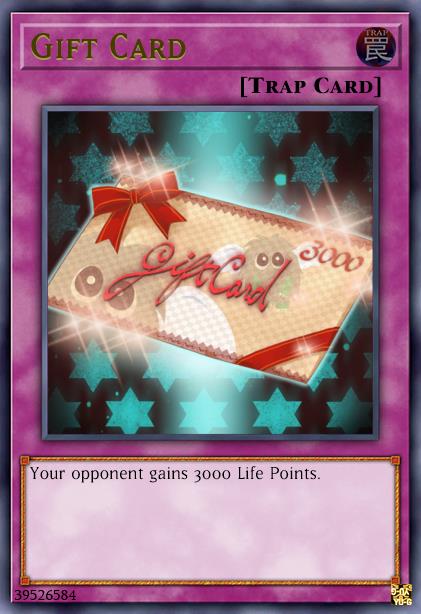 Gift Card
TRAP
罠
[Trap Card]
Gift Card
3000
Your opponent gains 3000 Life Points.
39526584